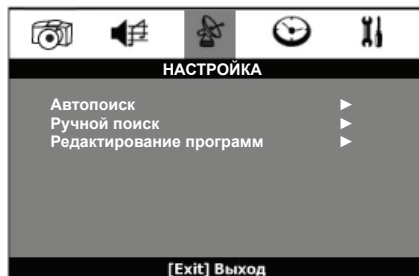 НАСТРОЙКА
Автопоиск ►
Ручной поиск ►
Редактирование программ ►
[Exit] Выход